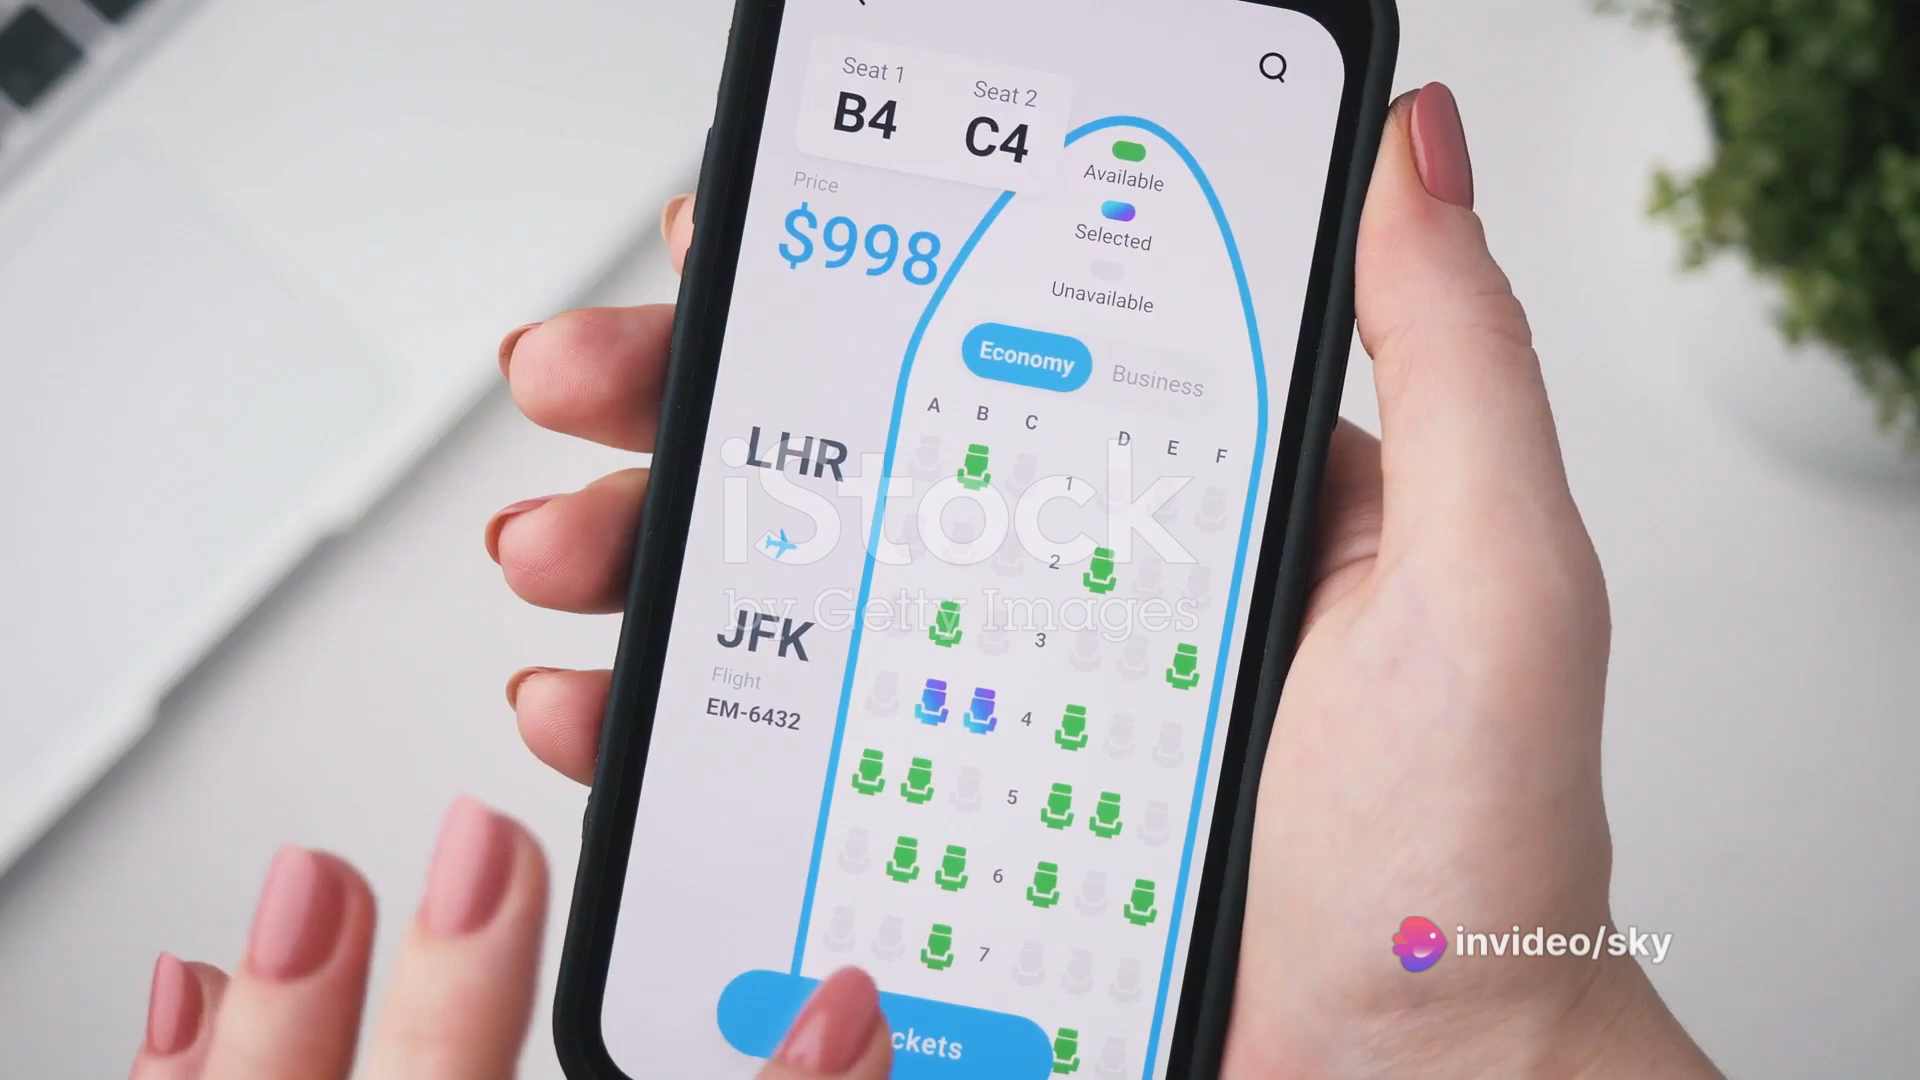 Seat 1
B4
Seat 2
C4
Price
$998
Available
Selected
Unavailable
Economy
Business
A B C D E F
LHR
1
2
JFK
3
Flight
EM-6432
4
5
6
7
iStock
by Getty Images
invideo/sky